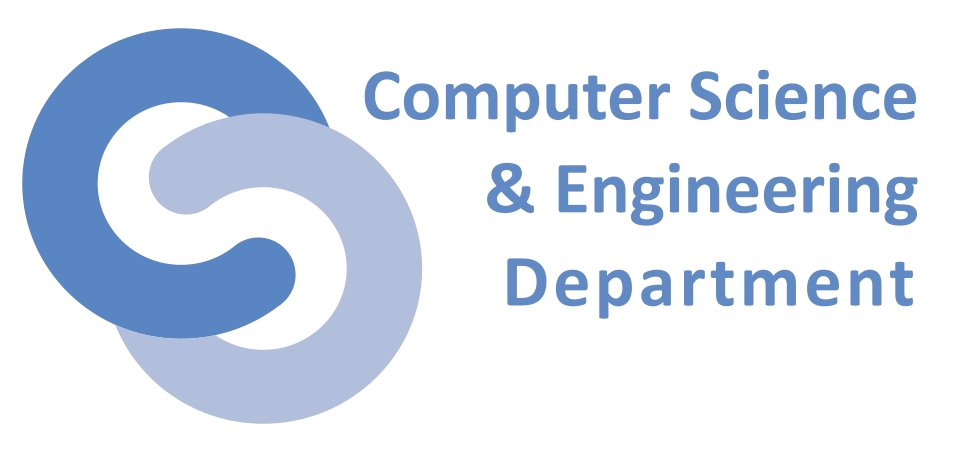 Computer Science
& Engineering
Department